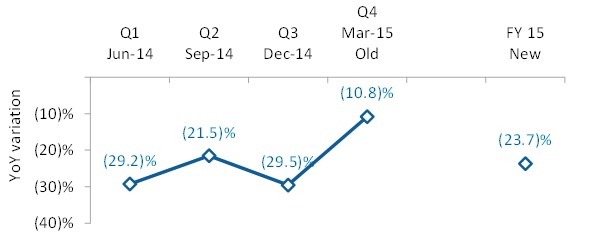 Q1
Jun-14
Q2
Sep-14
Q3
Dec-14
Q4
Mar-15
Old
FY 15
New
YoY variation
(10)%
(20)%
(30)%
(40)%
(29.2)%
(21.5)%
(29.5)%
(10.8)%
(23.7)%